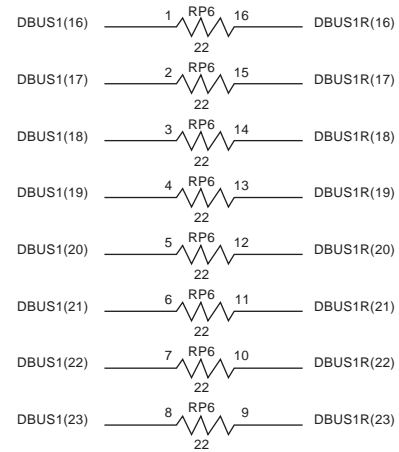 DBUS1(16) 1 RP6 16 DBUS1R(16)
22
DBUS1(17) 2 RP6 15 DBUS1R(17)
22
DBUS1(18) 3 RP6 14 DBUS1R(18)
22
DBUS1(19) 4 RP6 13 DBUS1R(19)
22
DBUS1(20) 5 RP6 12 DBUS1R(20)
22
DBUS1(21) 6 RP6 11 DBUS1R(21)
22
DBUS1(22) 7 RP6 10 DBUS1R(22)
22
DBUS1(23) 8 RP6 9 DBUS1R(23)
22